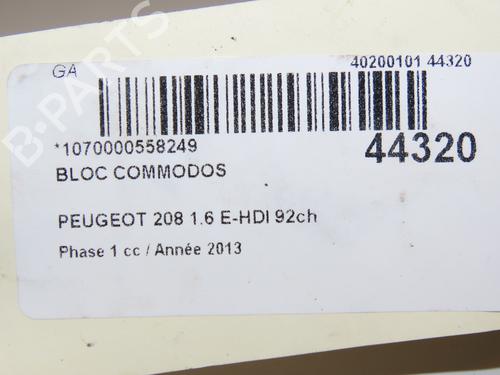 GA 40200101 44320
*1070000558249 44320
BLOC COMMODOS
PEUGEOT 208 1.6 E-HDI 92ch
Phase 1 cc / Année 2013
B-PARTS